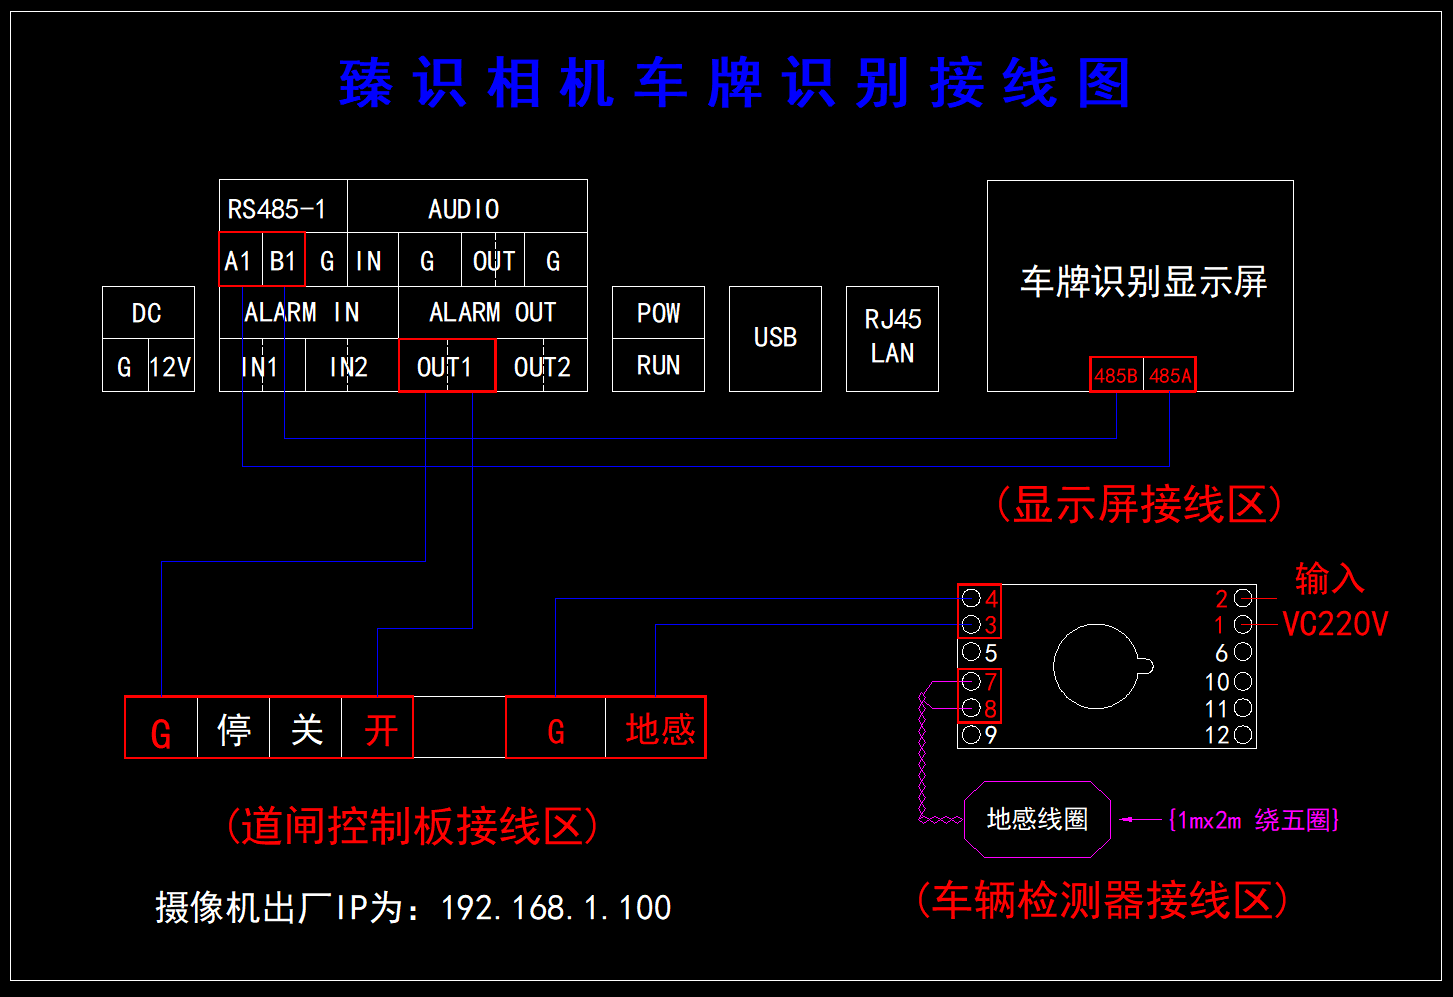 臻识相机车牌识别接线图
RS485-1 AUDIO
A1 B1 G IN G OUT G
DC
G 12V
ALARM IN ALARM OUT
IN1 IN2 OUT1 OUT2
POW
RUN
USB
RJ45
LAN
车牌识别显示屏
485B 485A
(显示屏接线区)
4
3
5
7
8
9
2
1
6
10
11
12
输入
VC220V
G 停 关 开 G 地感
(道闸控制板接线区)
地感线圈
{1mx2m 绕五圈}
(车辆检测器接线区)
摄像机出厂IP为：192.168.1.100